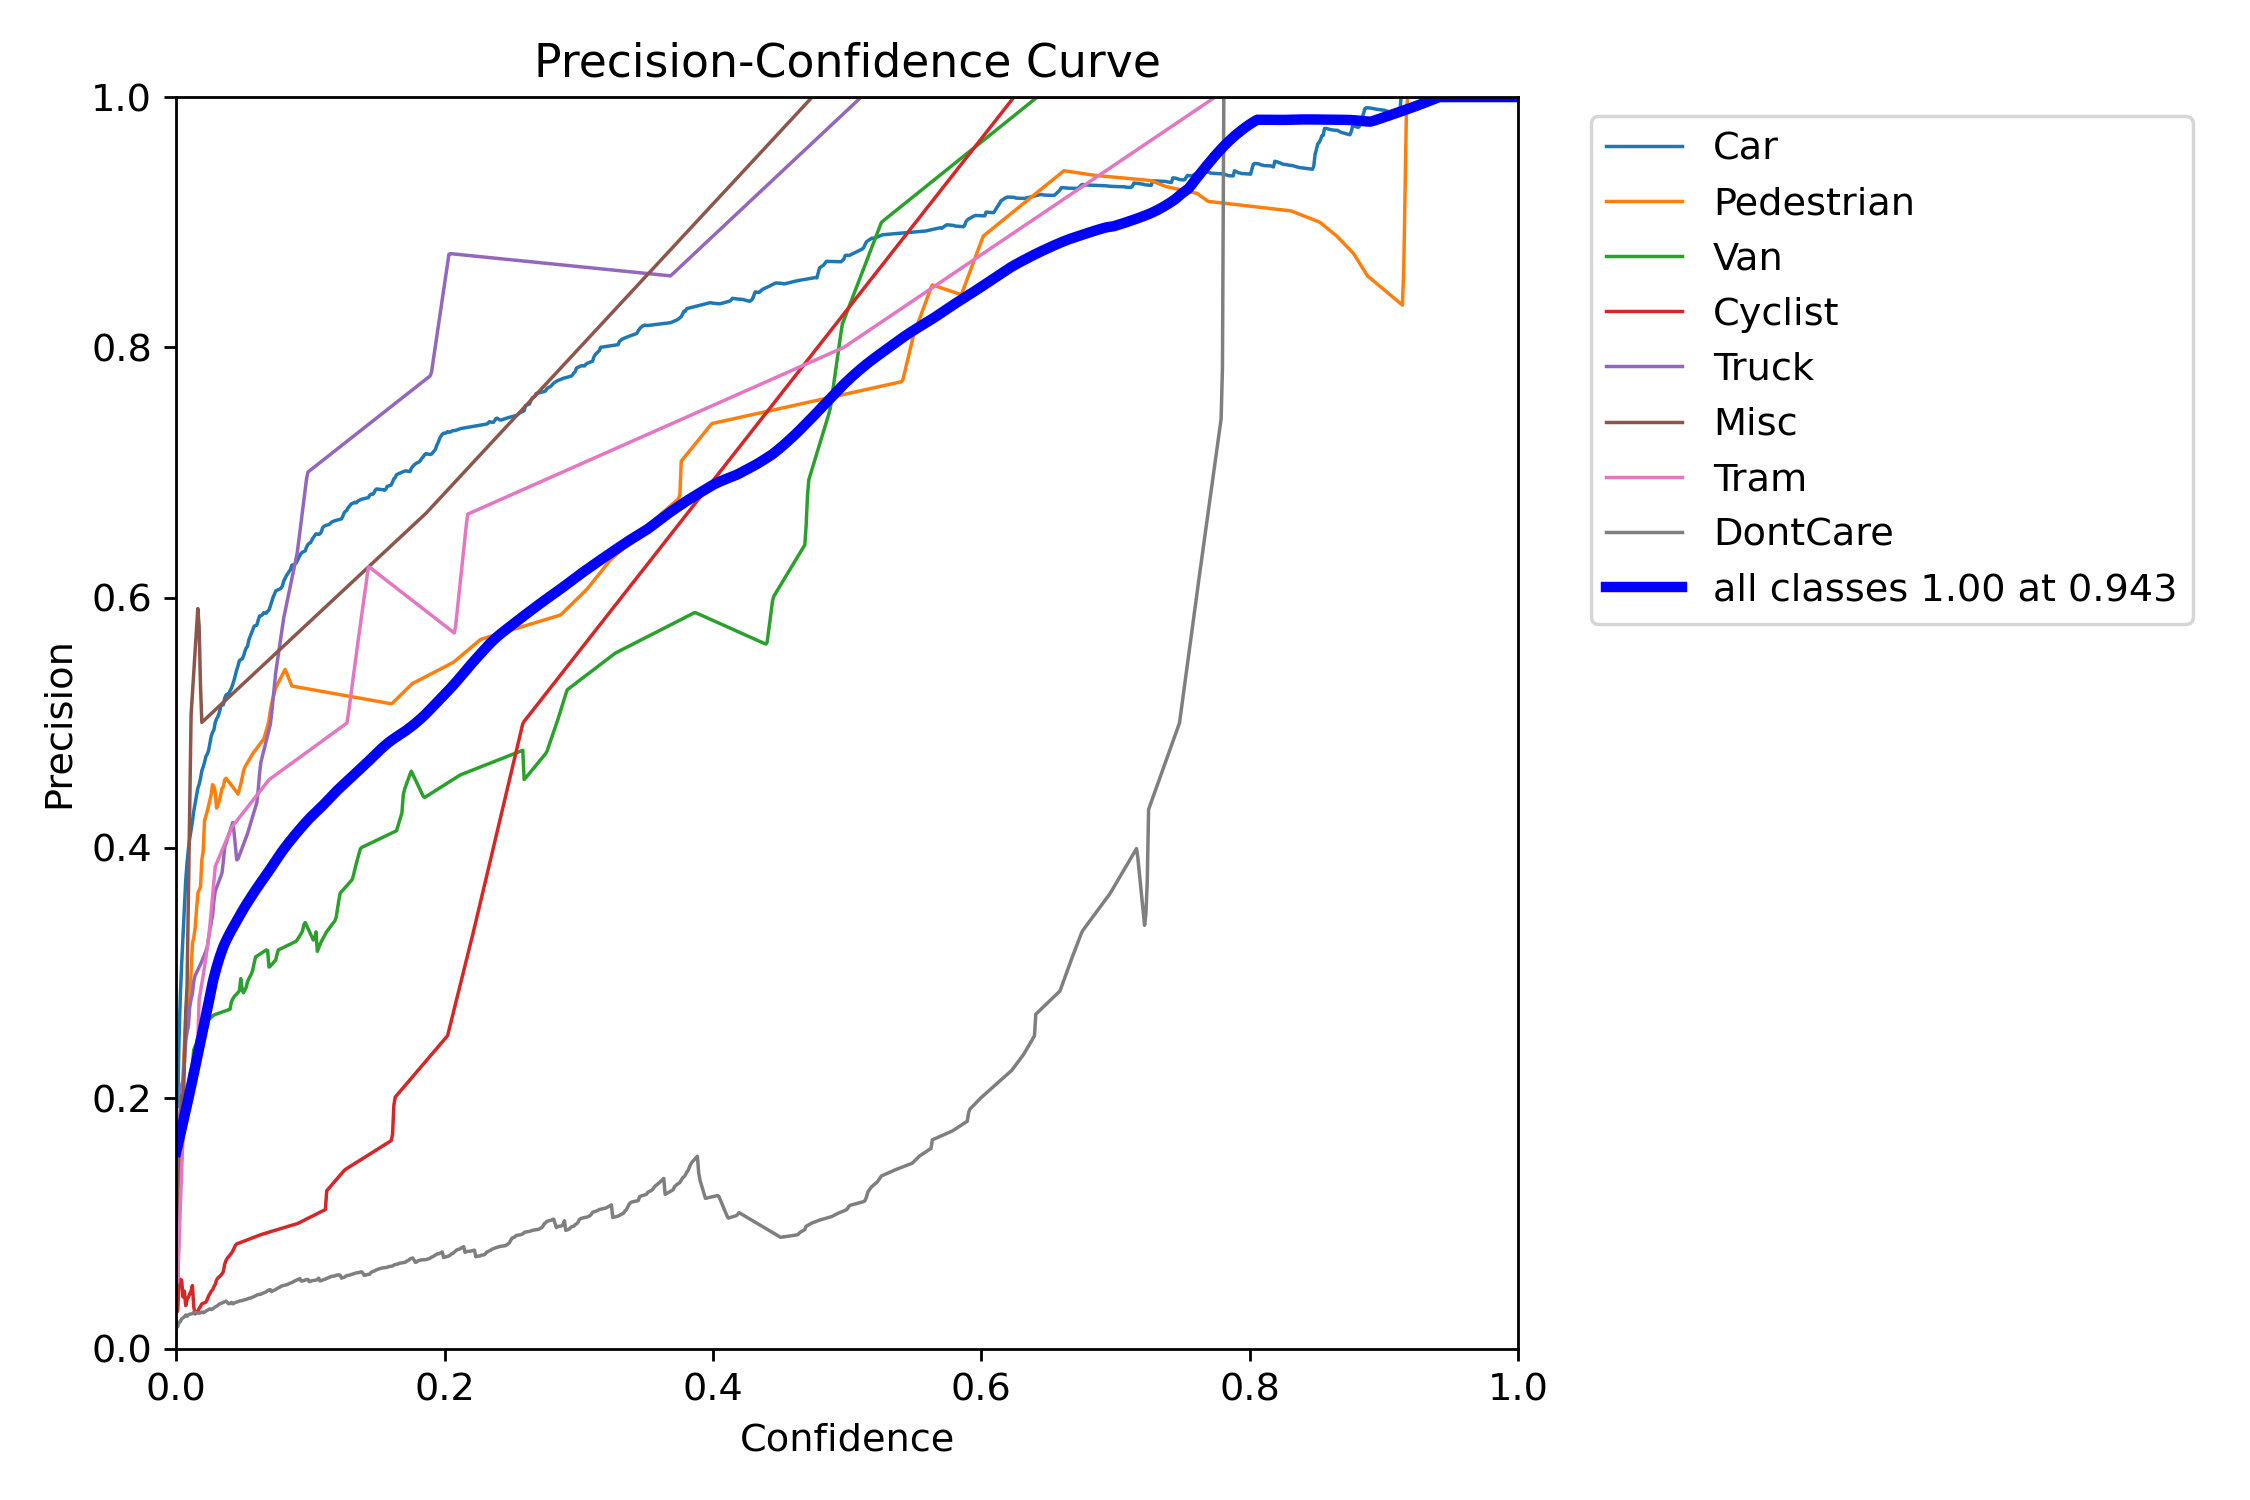 Precision-Confidence Curve
1.0
0.8
0.6
0.4
0.2
0.0
Precision
0.0 0.2 0.4 0.6 0.8 1.0
Confidence
Car
Pedestrian
Van
Cyclist
Truck
Misc
Tram
DontCare
all classes 1.00 at 0.943